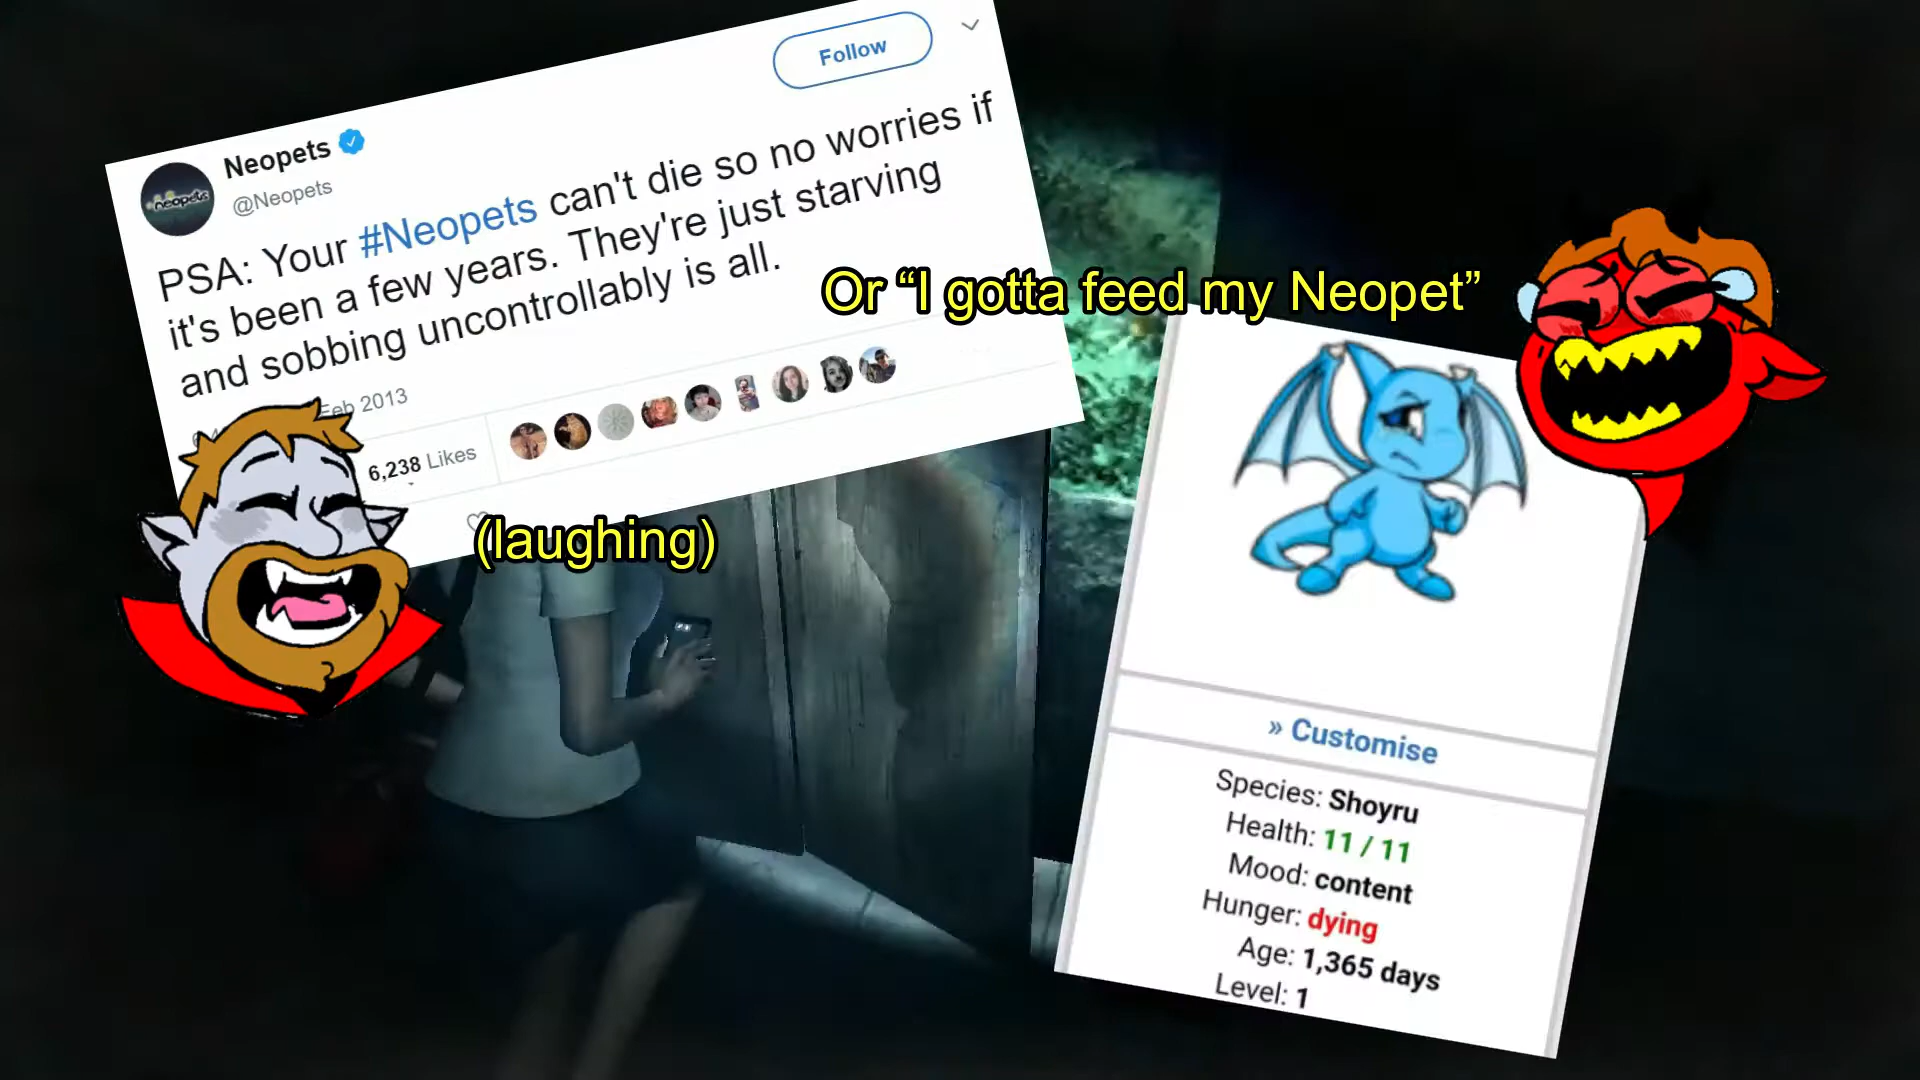 Follow
Neopets
@Neopets
neopets
PSA: Your #Neopets can't die so no worries if
it's been a few years. They're just starving
and sobbing uncontrollably is all.
Feb 2013
6,238 Likes
Or “I gotta feed my Neopet”
(laughing)
» Customise
Species: Shoyru
Health: 11 / 11
Mood: content
Hunger: dying
Age: 1,365 days
Level: 1